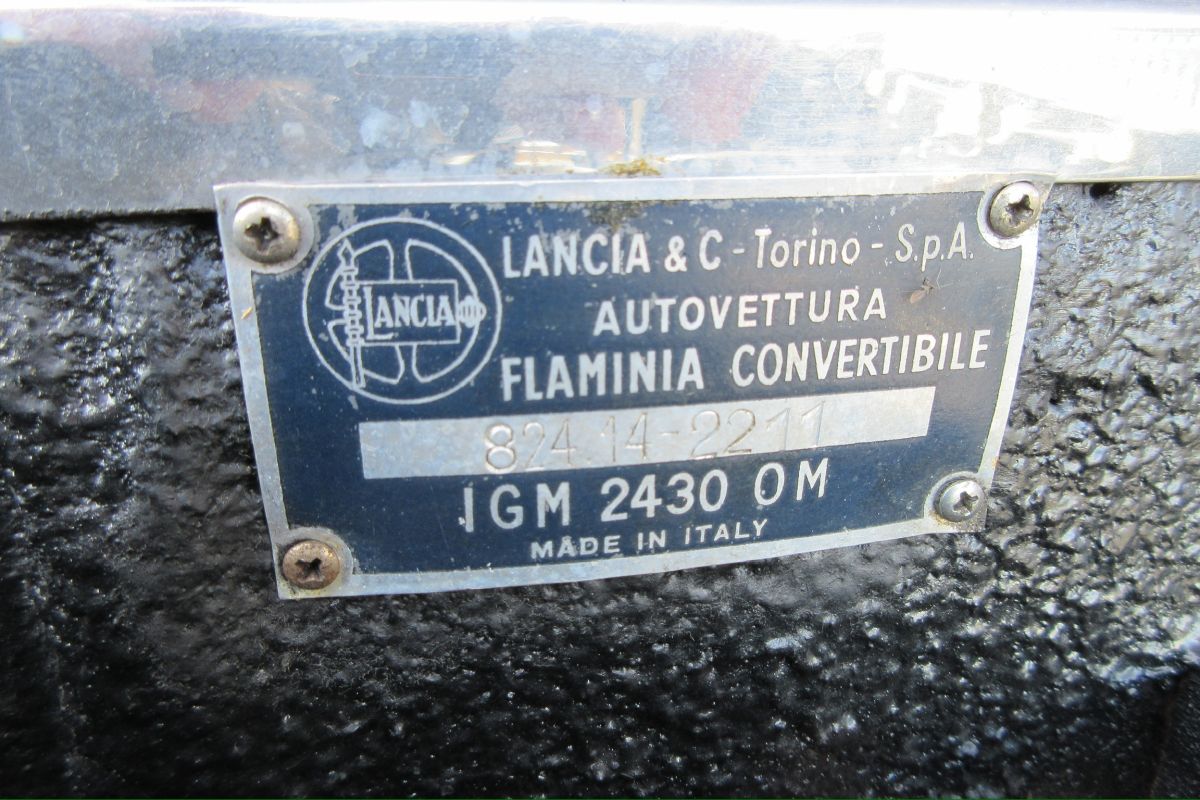 LANCIA
LANCIA & C - Torino - S.p.A.
AUTOVETTURA
FLAMINIA CONVERTIBILE
824.14-2211
IGM 2430 OM
MADE IN ITALY